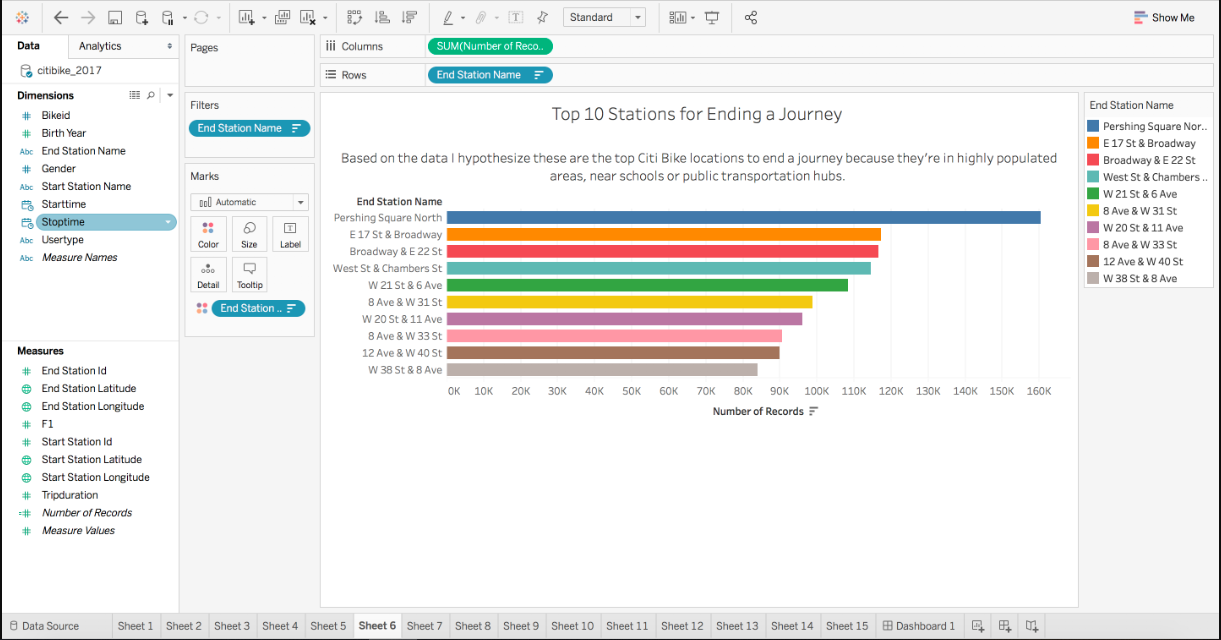 Standard
Show Me
Data
Analytics
citibike_2017
Dimensions
Bikeid
Birth Year
Abc End Station Name
Gender
Abc Start Station Name
Starttime
Stoptime
Abc Usertype
Abc Measure Names
Measures
End Station Id
End Station Latitude
End Station Longitude
F1
Start Station Id
Start Station Latitude
Start Station Longitude
Tripduration
Number of Records
Measure Values
Pages
Filters
End Station Name
Marks
Automatic
Color
Size
Label
Detail
Tooltip
End Station ..
Columns
SUM(Number of Reco..
Rows
End Station Name
Top 10 Stations for Ending a Journey
Based on the data I hypothesize these are the top Citi Bike locations to end a journey because they're in highly populated
areas, near schools or public transportation hubs.
End Station Name
Pershing Square North
E 17 St & Broadway
Broadway & E 22 St
West St & Chambers St
W 21 St & 6 Ave
8 Ave & W 31 St
W 20 St & 11 Ave
8 Ave & W 33 St
12 Ave & W 40 St
W 38 St & 8 Ave
0K 10K 20K 30K 40K 50K 60K 70K 80K 90K 100K 110K 120K 130K 140K 150K 160K
Number of Records
End Station Name
Pershing Square Nor..
E 17 St & Broadway
Broadway & E 22 St
West St & Chambers ..
W 21 St & 6 Ave
8 Ave & W 31 St
W 20 St & 11 Ave
8 Ave & W 33 St
12 Ave & W 40 St
W 38 St & 8 Ave
Data Source
Sheet 1
Sheet 2
Sheet 3
Sheet 4
Sheet 5
Sheet 6
Sheet 7
Sheet 8
Sheet 9
Sheet 10
Sheet 11
Sheet 12
Sheet 13
Sheet 14
Sheet 15
Dashboard 1